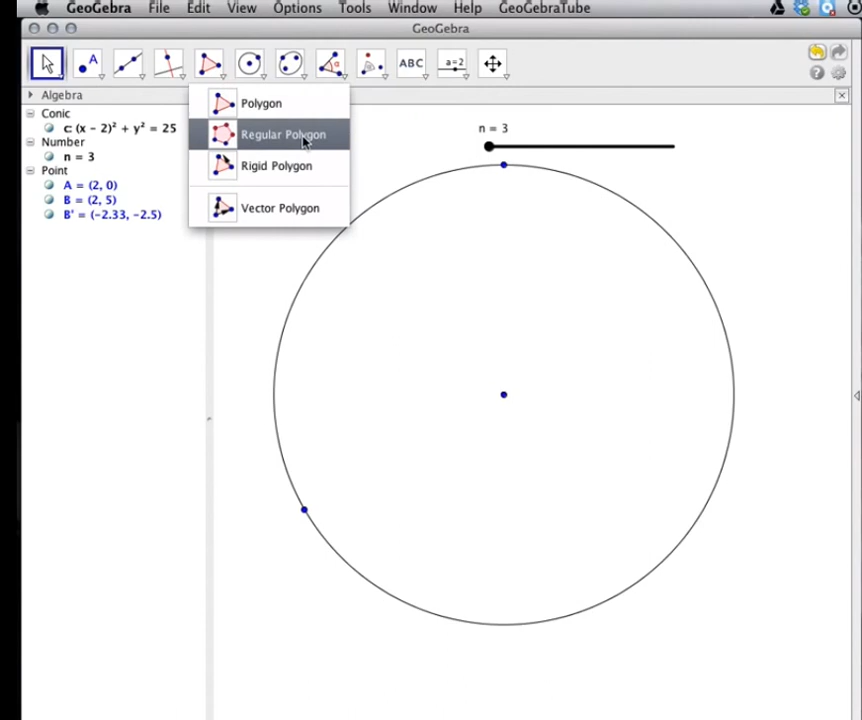 GeoGebra File Edit View Options Tools Window Help GeoGebraTube
GeoGebra
A
α
ABC
a=2
Algebra
Conic
c: (x – 2)² + y² = 25
Number
n = 3
Point
A = (2, 0)
B = (2, 5)
B' = (–2.33, –2.5)
Polygon
Regular Polygon
Rigid Polygon
Vector Polygon
n = 3